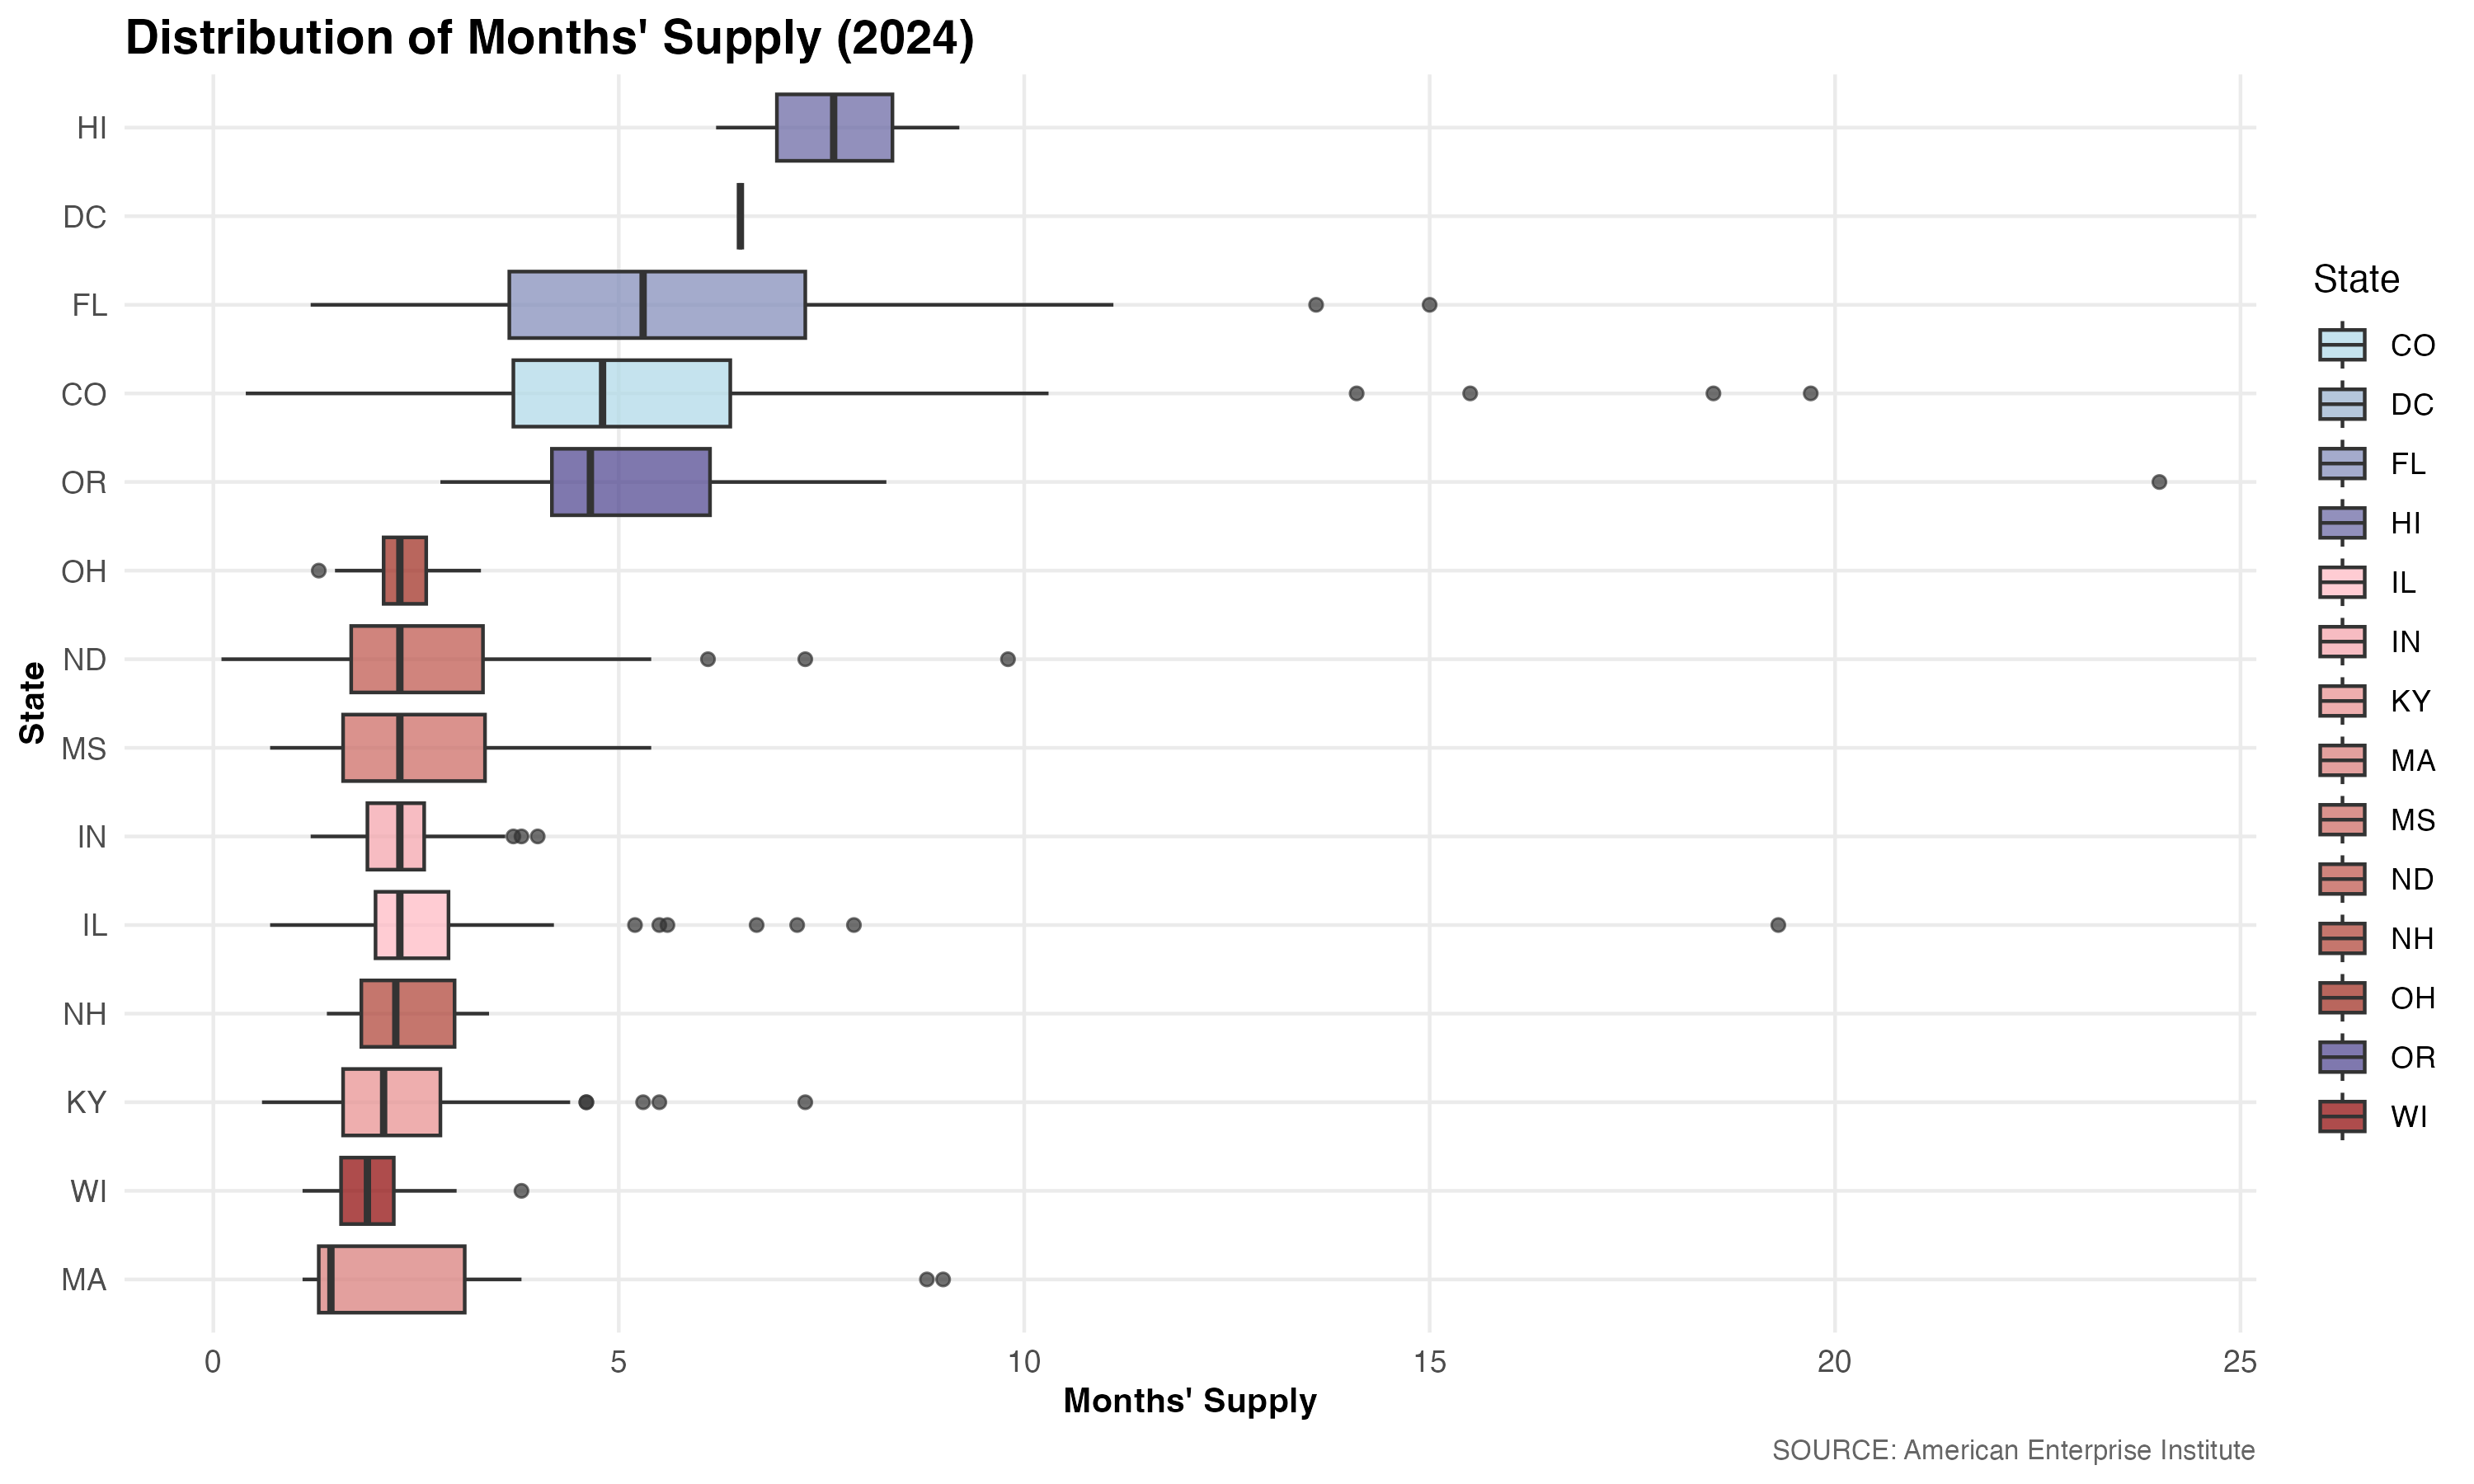 Distribution of Months' Supply (2024)
HI
DC
FL
CO
OR
OH
ND
MS
IN
IL
NH
KY
WI
MA
State
0 5 10 15 20 25
Months' Supply
State
CO
DC
FL
HI
IL
IN
KY
MA
MS
ND
NH
OH
OR
WI
SOURCE: American Enterprise Institute